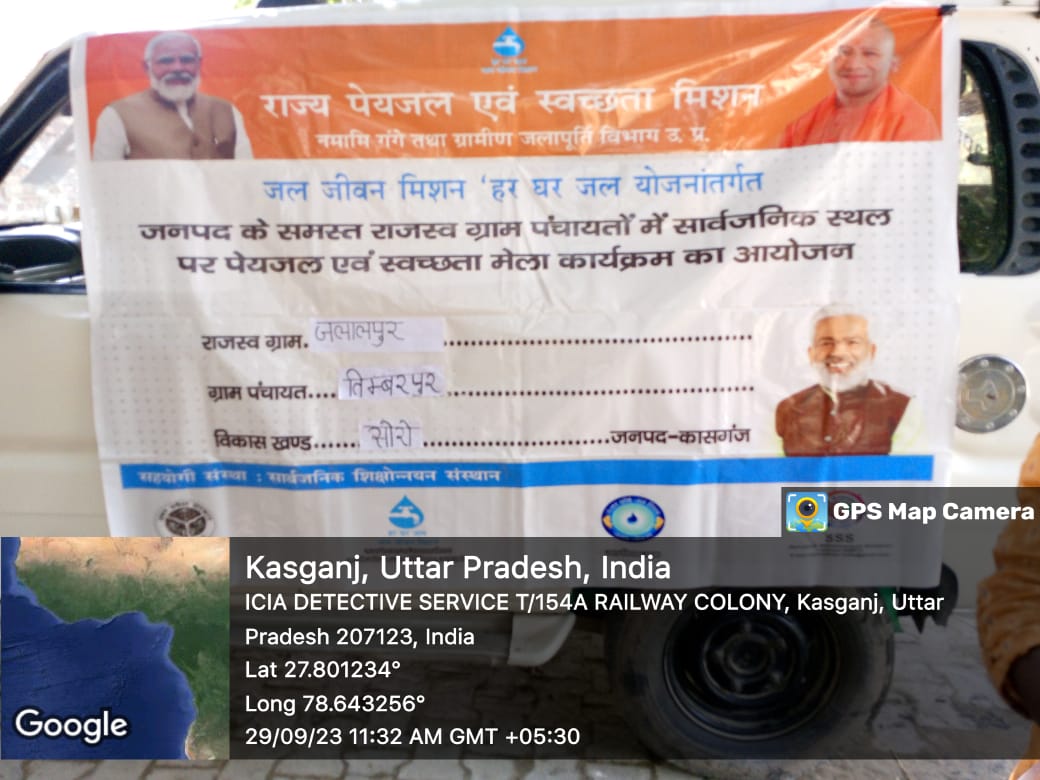 राज्य पेयजल एवं स्वच्छता मिशन
नमामि गंगे तथा ग्रामीण जलापूर्ति विभाग उ. प्र.
जल जीवन मिशन 'हर घर जल योजनांतर्गत
जनपद के समस्त राजस्व ग्राम पंचायतों में सार्वजनिक स्थल
पर पेयजल एवं स्वच्छता मेला कार्यक्रम का आयोजन
राजस्व ग्राम. जलालपुर
ग्राम पंचायत.... तिम्बरपुर
विकास खण्ड...... सोरो ........जनपद-कासगंज
सहयोगी संस्था : सार्वजनिक शिक्षोन्नयन संस्थान
SSS
GPS Map Camera
Kasganj, Uttar Pradesh, India
ICIA DETECTIVE SERVICE T/154A RAILWAY COLONY, Kasganj, Uttar
Pradesh 207123, India
Lat 27.801234°
Long 78.643256°
29/09/23 11:32 AM GMT +05:30
Google